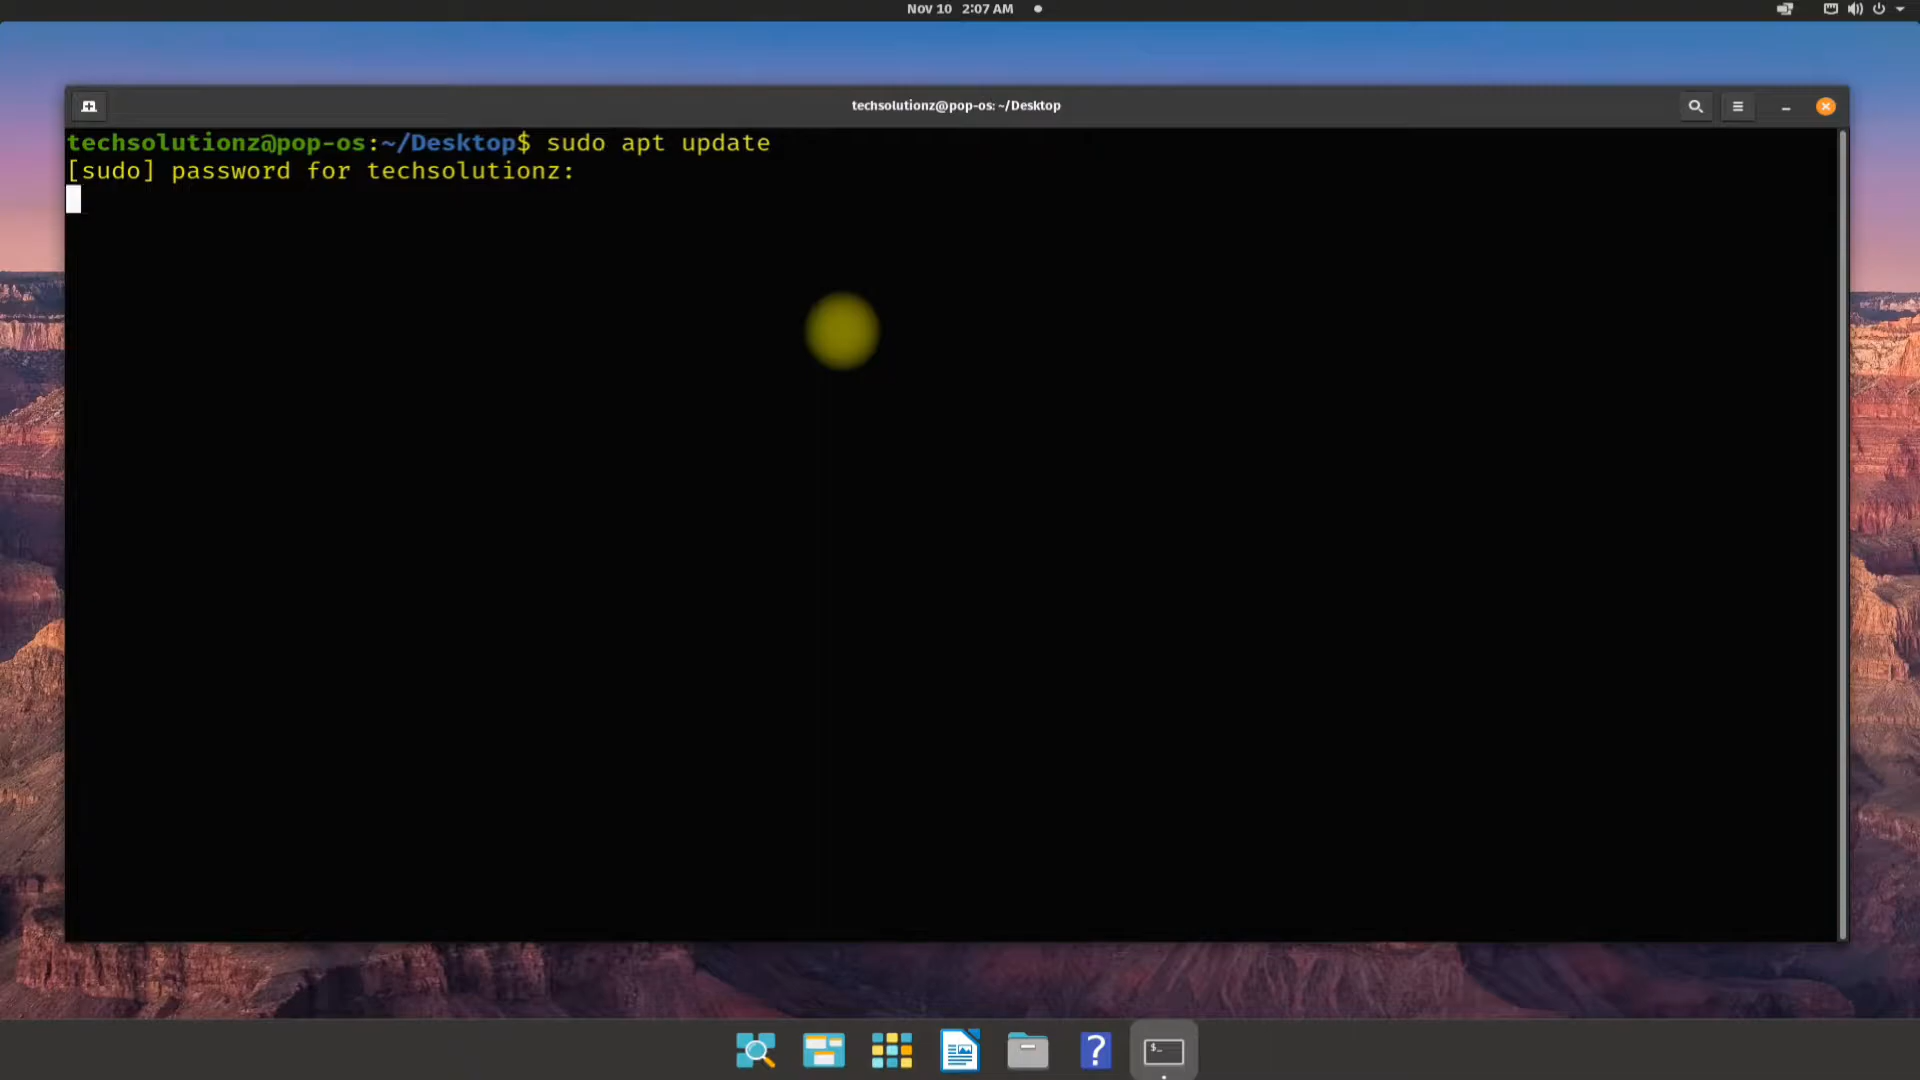 Nov 10 2:07 AM
techsolutionz@pop-os: ~/Desktop
techsolutionz@pop-os:~/Desktop$ sudo apt update
[sudo] password for techsolutionz: